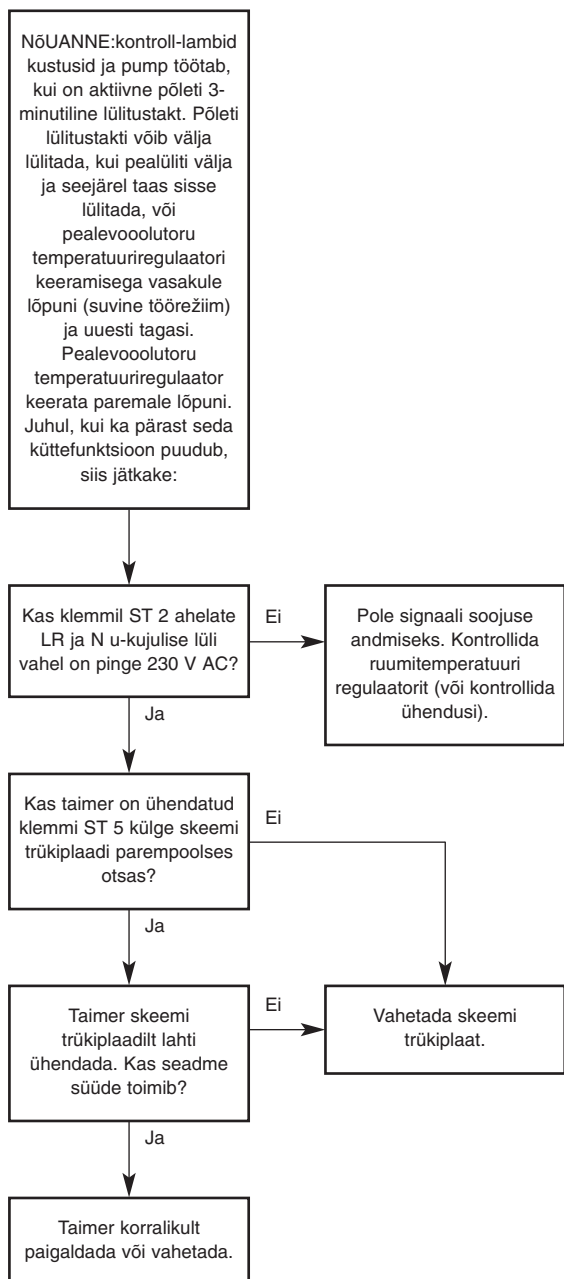 NõUANNE:kontroll-lambid
kustusid ja pump töötab,
kui on aktiivne põleti 3-
minutiline lülitustakt. Põleti
lülitustakti võib välja
lülitada, kui pealüliti välja
ja seejärel taas sisse
lülitada, või
pealevooolutoru
temperatuuriregulaatori
keeramisega vasakule
lõpuni (suvine töörežiim)
ja uuesti tagasi.
Pealevooolutoru
temperatuuriregulaator
keerata paremale lõpuni.
Juhul, kui ka pärast seda
küttefunktsioon puudub,
siis jätkake:
Kas klemmil ST 2 ahelate
LR ja N u-kujulise lüli
vahel on pinge 230 V AC?
Ei
Pole signaali soojuse
andmiseks. Kontrollida
ruumitemperatuuri
regulaatorit (või kontrollida
ühendusi).
Ja
Kas taimer on ühendatud
klemmi ST 5 külge skeemi
trükiplaadi parempoolses
otsas?
Ei
Ja
Taimer skeemi
trükiplaadilt lahti
ühendada. Kas seadme
süüde toimib?
Ei
Vahetada skeemi
trükiplaat.
Ja
Taimer korralikult
paigaldada või vahetada.